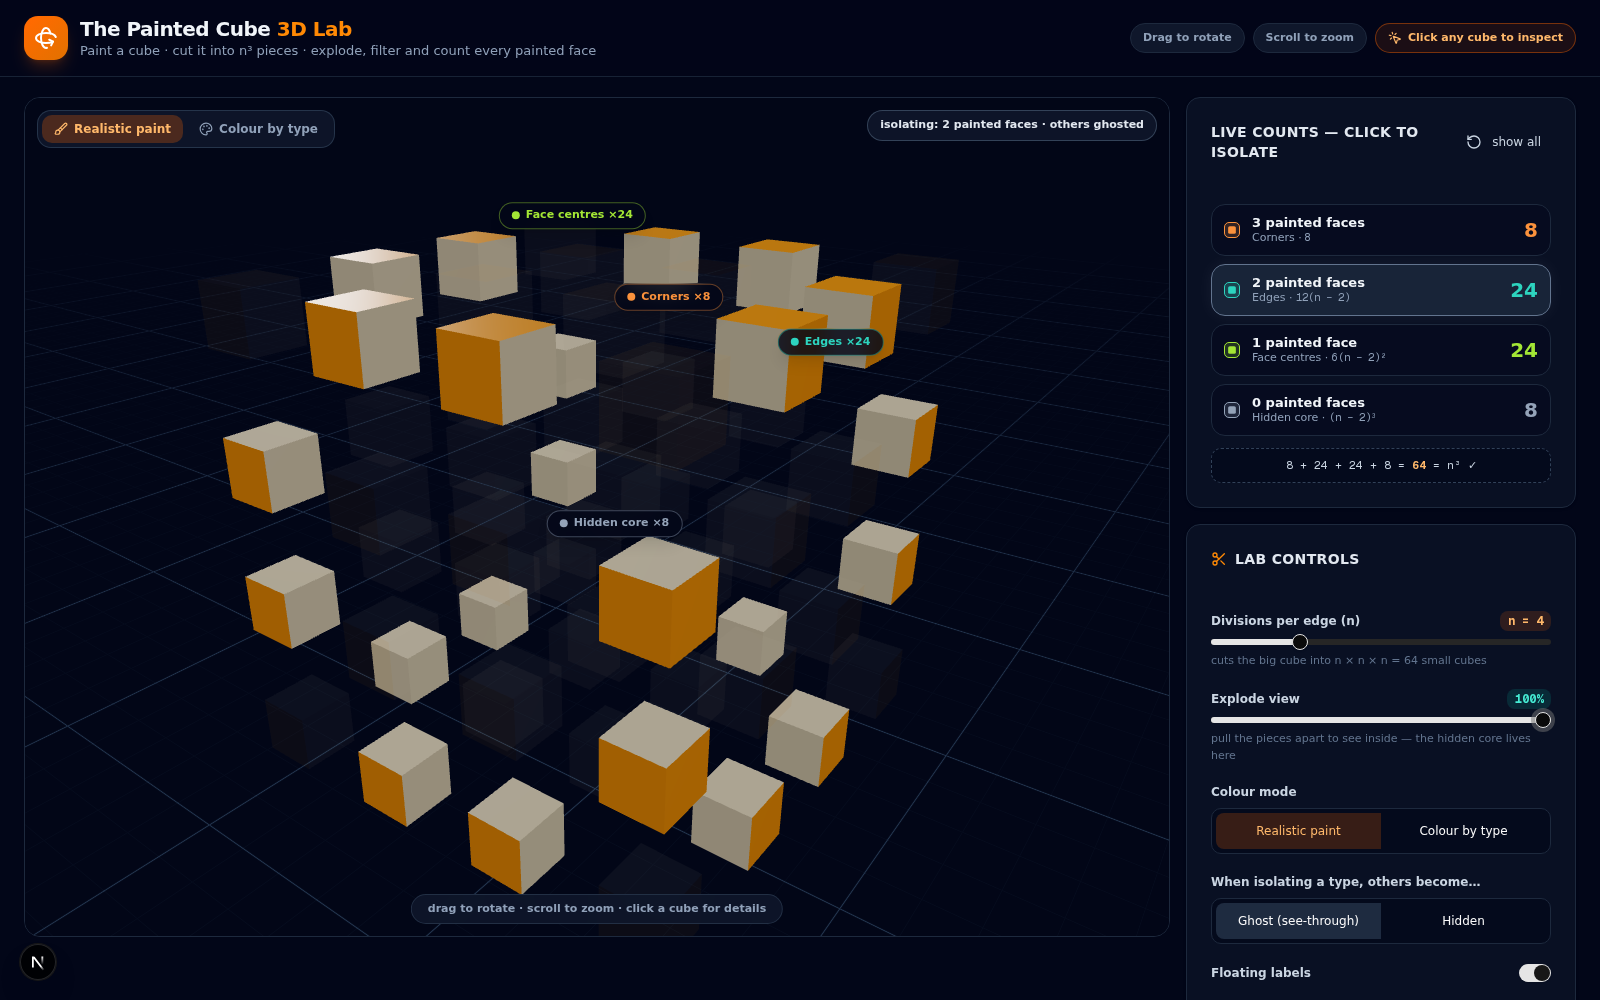 The Painted Cube 3D Lab
Paint a cube · cut it into n³ pieces · explode, filter and count every painted face
Drag to rotate
Scroll to zoom
Click any cube to inspect
Realistic paint
Colour by type
isolating: 2 painted faces · others ghosted
Face centres ×24
Corners ×8
Edges ×24
Hidden core ×8
drag to rotate · scroll to zoom · click a cube for details
N
LIVE COUNTS — CLICK TO
ISOLATE
show all
3 painted faces
Corners · 8
8
2 painted faces
Edges · 12(n − 2)
24
1 painted face
Face centres · 6(n − 2)²
24
0 painted faces
Hidden core · (n − 2)³
8
8 + 24 + 24 + 8 = 64 = n³ ✓
LAB CONTROLS
Divisions per edge (n)
n = 4
cuts the big cube into n × n × n = 64 small cubes
Explode view
100%
pull the pieces apart to see inside — the hidden core lives
here
Colour mode
Realistic paint
Colour by type
When isolating a type, others become…
Ghost (see-through)
Hidden
Floating labels